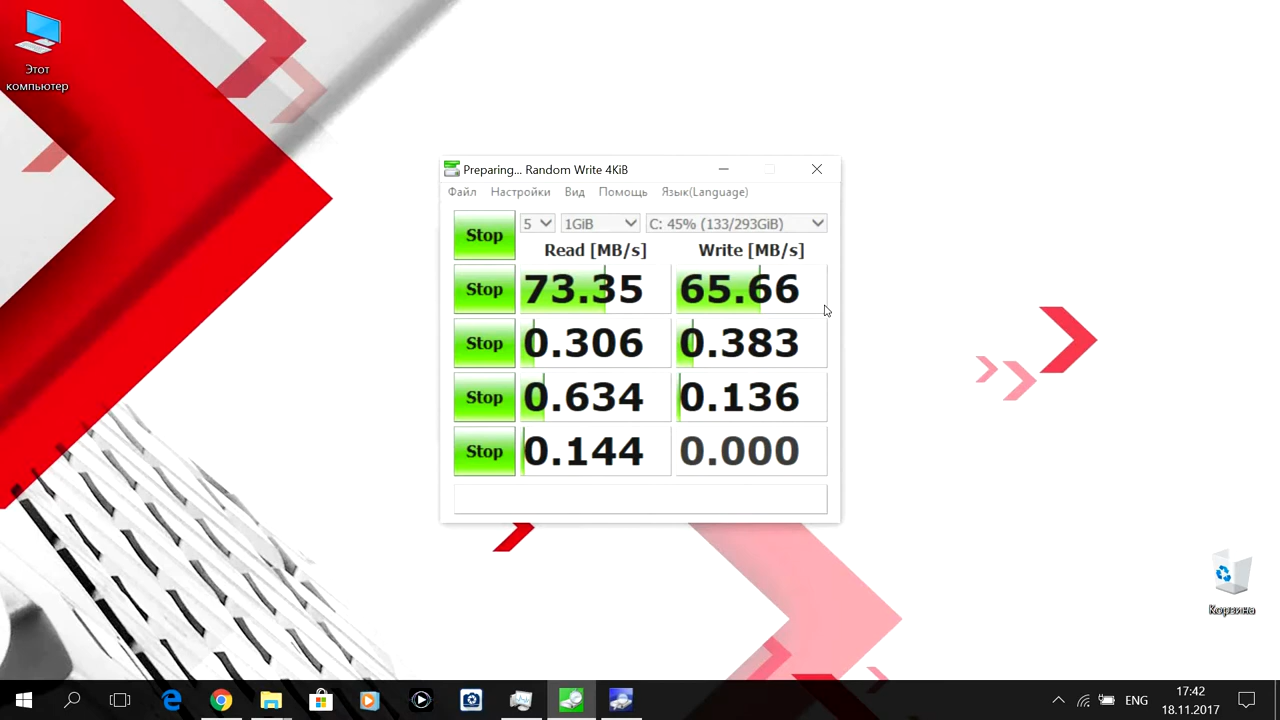 Этот
компьютер
Preparing... Random Write 4KiB
Файл Настройки Вид Помощь Язык(Language)
Stop 5 1GiB C: 45% (133/293GiB)
Read [MB/s] Write [MB/s]
Stop 73.35 65.66
Stop 0.306 0.383
Stop 0.634 0.136
Stop 0.144 0.000
Корзина
ENG
17:42
18.11.2017